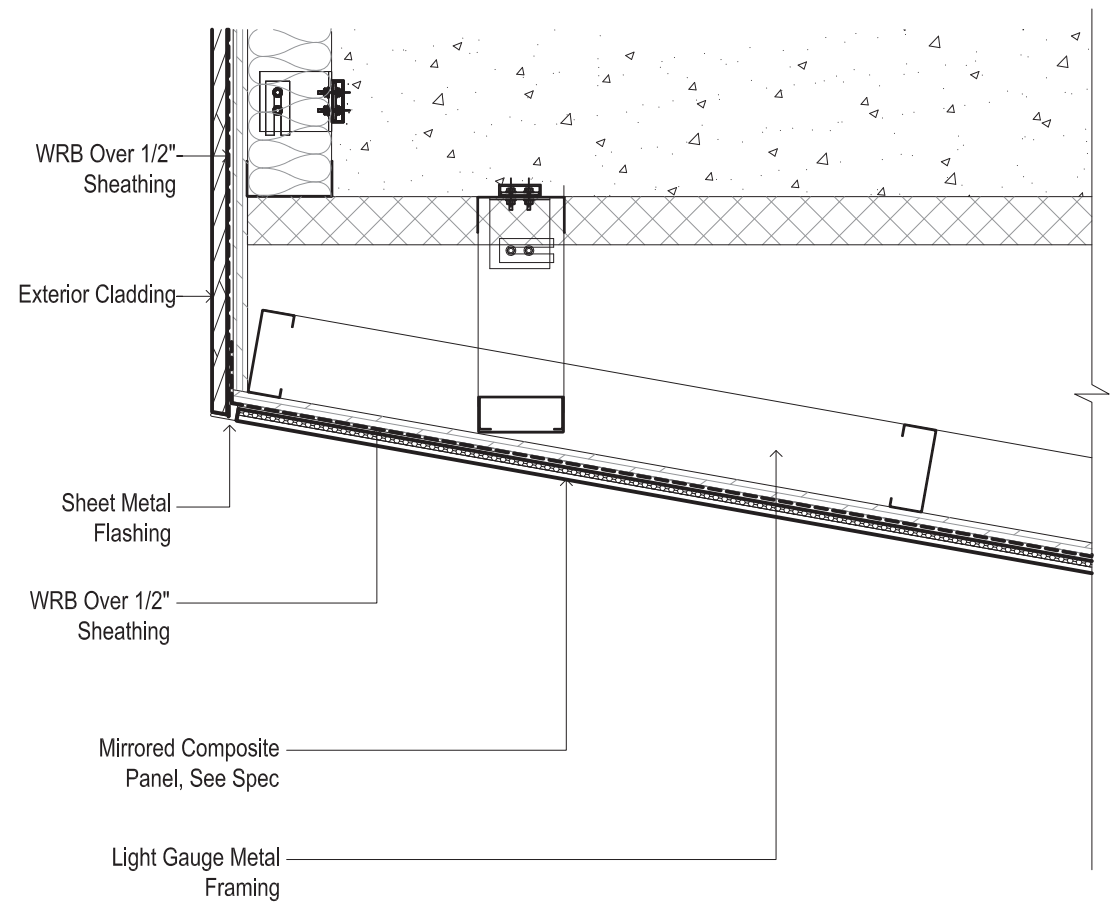 WRB Over 1/2"
Sheathing
Exterior Cladding
Sheet Metal
Flashing
WRB Over 1/2"
Sheathing
Mirrored Composite
Panel, See Spec
Light Gauge Metal
Framing